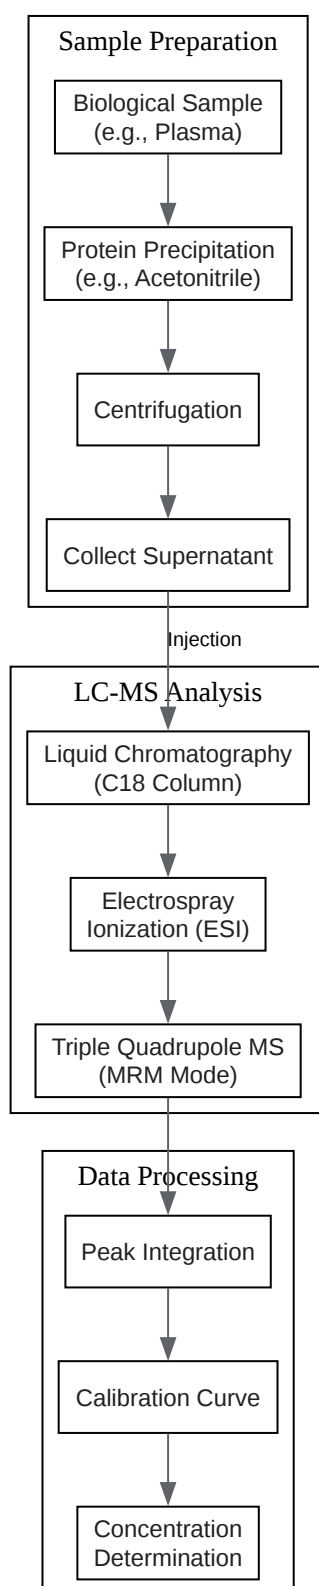 Sample Preparation
Biological Sample
(e.g., Plasma)
Protein Precipitation
(e.g., Acetonitrile)
Centrifugation
Collect Supernatant
Injection
LC-MS Analysis
Liquid Chromatography
(C18 Column)
Electrospray
Ionization (ESI)
Triple Quadrupole MS
(MRM Mode)
Data Processing
Peak Integration
Calibration Curve
Concentration
Determination